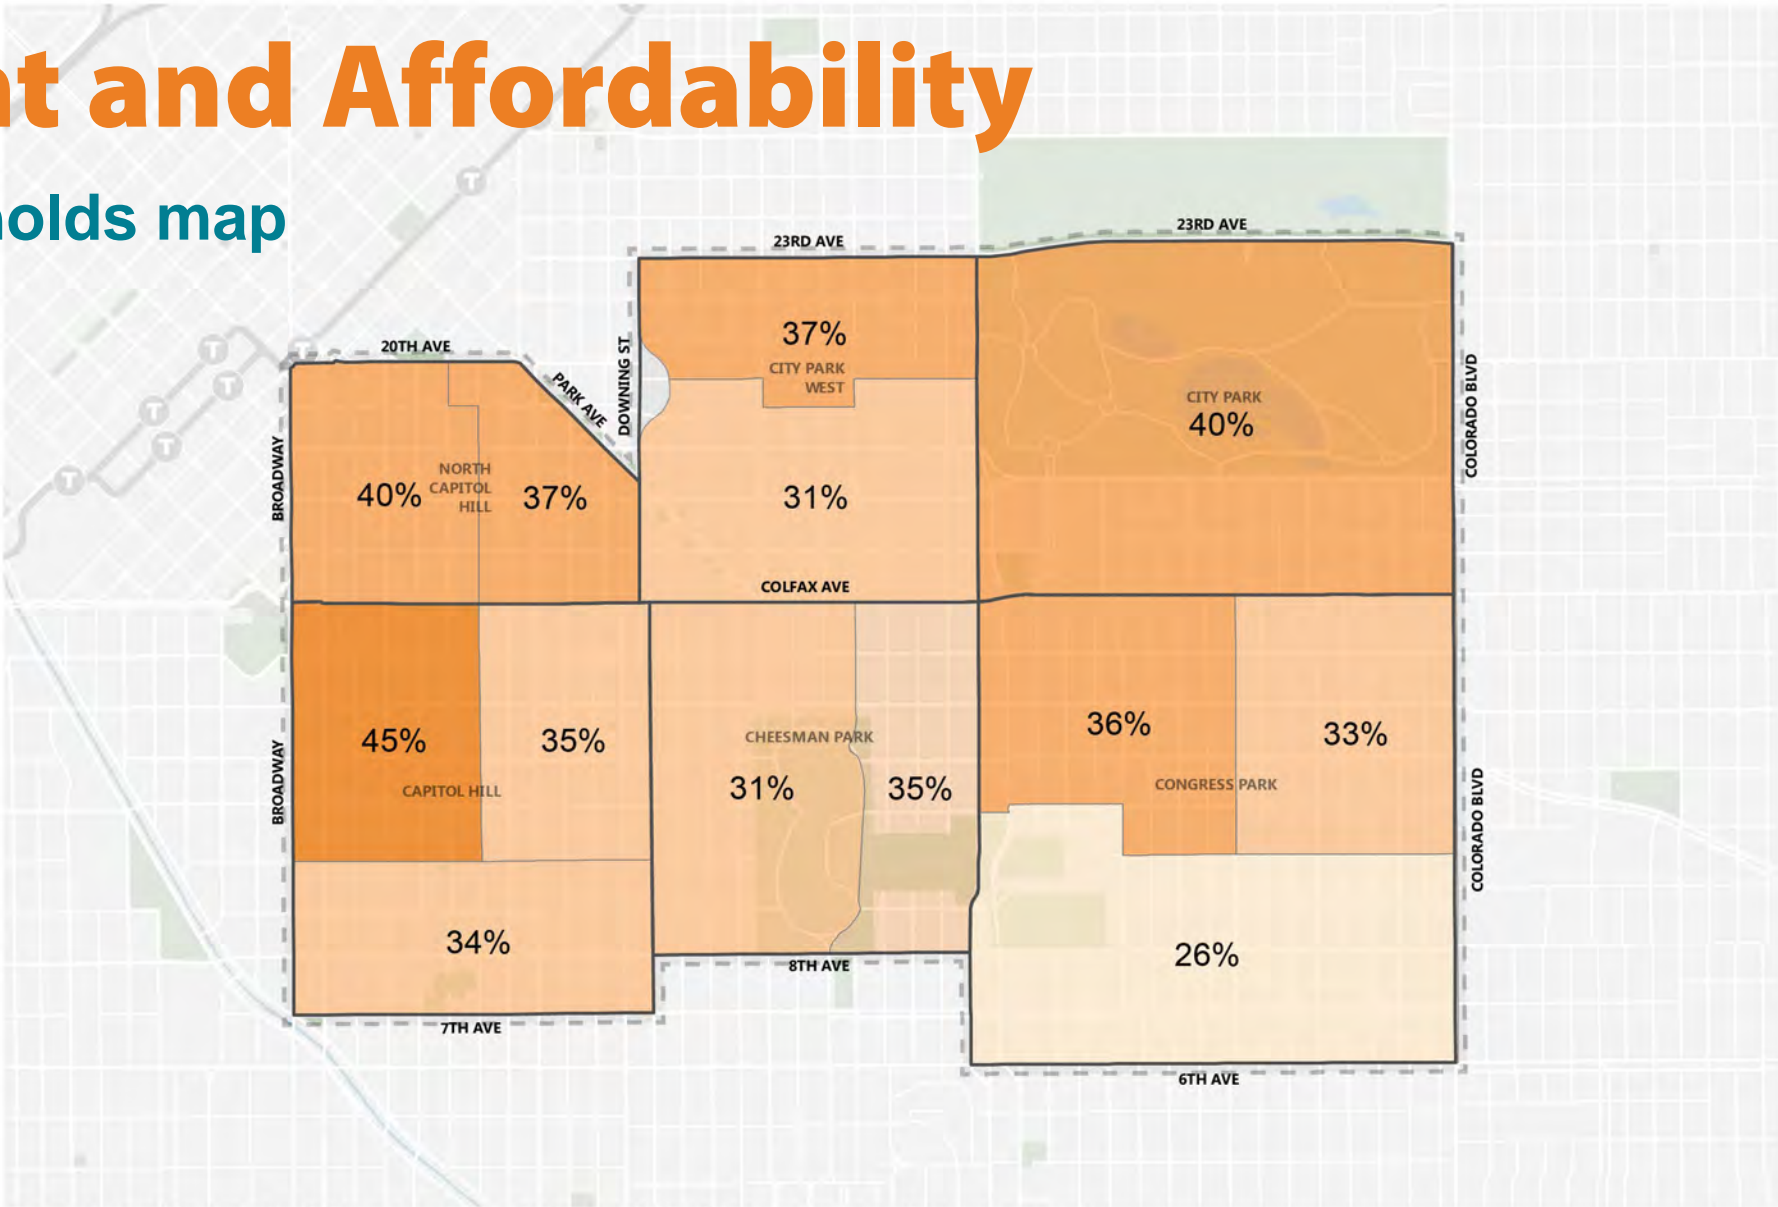 t and Affordability
olds map
23RD AVE
23RD AVE
20TH AVE
PARK AVE
DOWNING ST
BROADWAY
COLORADO BLVD
37%
CITY PARK
WEST
CITY PARK
40%
40%
NORTH
CAPITOL
HILL
37%
31%
COLFAX AVE
45%
35%
CAPITOL HILL
BROADWAY
CHEESMAN PARK
31%
35%
36%
33%
CONGRESS PARK
COLORADO BLVD
34%
26%
8TH AVE
7TH AVE
6TH AVE
T
T
T
T
T
T
T